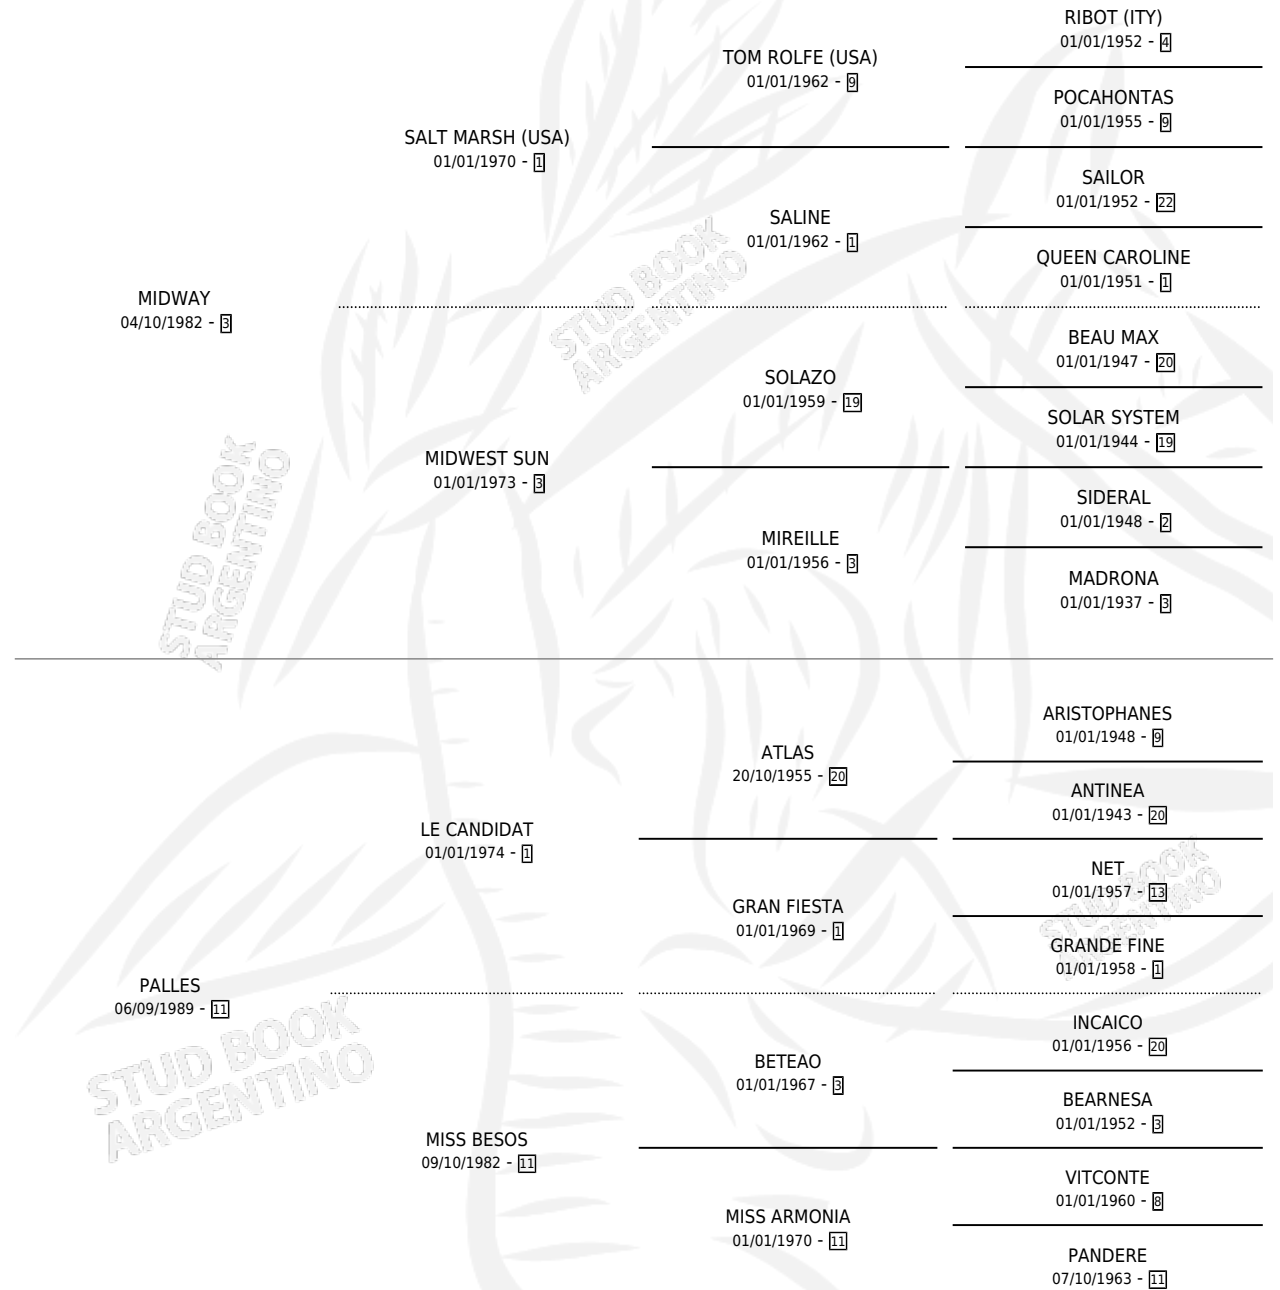 RIBOT (ITY)
01/01/1952 - 4
TOM ROLFE (USA)
01/01/1962 - 9
POCAHONTAS
01/01/1955 - 9
SALT MARSH (USA)
01/01/1970 - 1
SAILOR
01/01/1952 - 22
SALINE
01/01/1962 - 1
QUEEN CAROLINE
01/01/1951 - 1
MIDWAY
04/10/1982 - 3
BEAU MAX
01/01/1947 - 20
SOLAZO
01/01/1959 - 19
SOLAR SYSTEM
01/01/1944 - 19
MIDWEST SUN
01/01/1973 - 3
SIDERAL
01/01/1948 - 2
MIREILLE
01/01/1956 - 3
MADRONA
01/01/1937 - 3
ARISTOPHANES
01/01/1948 - 9
ATLAS
20/10/1955 - 20
ANTINEA
01/01/1943 - 20
LE CANDIDAT
01/01/1974 - 1
NET
01/01/1957 - 13
GRAN FIESTA
01/01/1969 - 1
GRANDE FINE
01/01/1958 - 1
PALLES
06/09/1989 - 11
INCAICO
01/01/1956 - 20
BETEAO
01/01/1967 - 3
BEARNESA
01/01/1952 - 3
MISS BESOS
09/10/1982 - 11
VITCONTE
01/01/1960 - 8
MISS ARMONIA
01/01/1970 - 11
PANDERE
07/10/1963 - 11
STUD BOOK
ARGENTINO
STUD BOOK
ARGENTINO
STUD BOOK
ARGENTINO
STUD BOOK
ARGENTINO